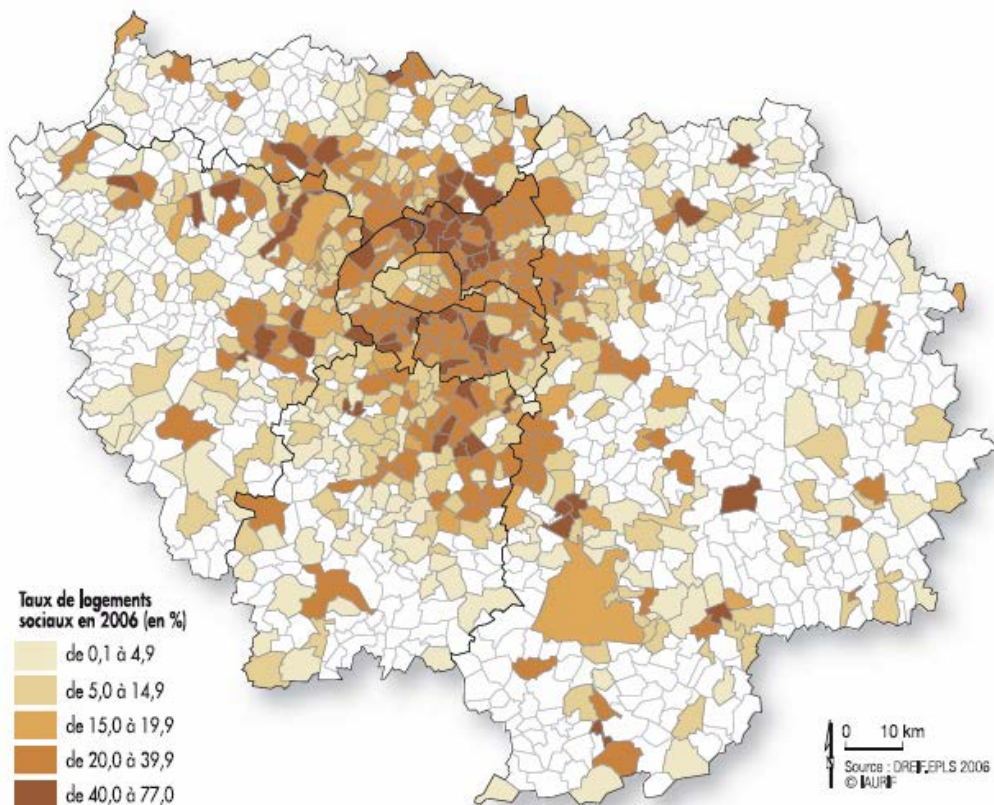 Taux de logements
sociaux en 2006 (en %)
de 0,1 à 4,9
de 5,0 à 14,9
de 15,0 à 19,9
de 20,0 à 39,9
de 40,0 à 77,0
0 10 km
Source : DREIF, EPLS 2006
© IAURIF